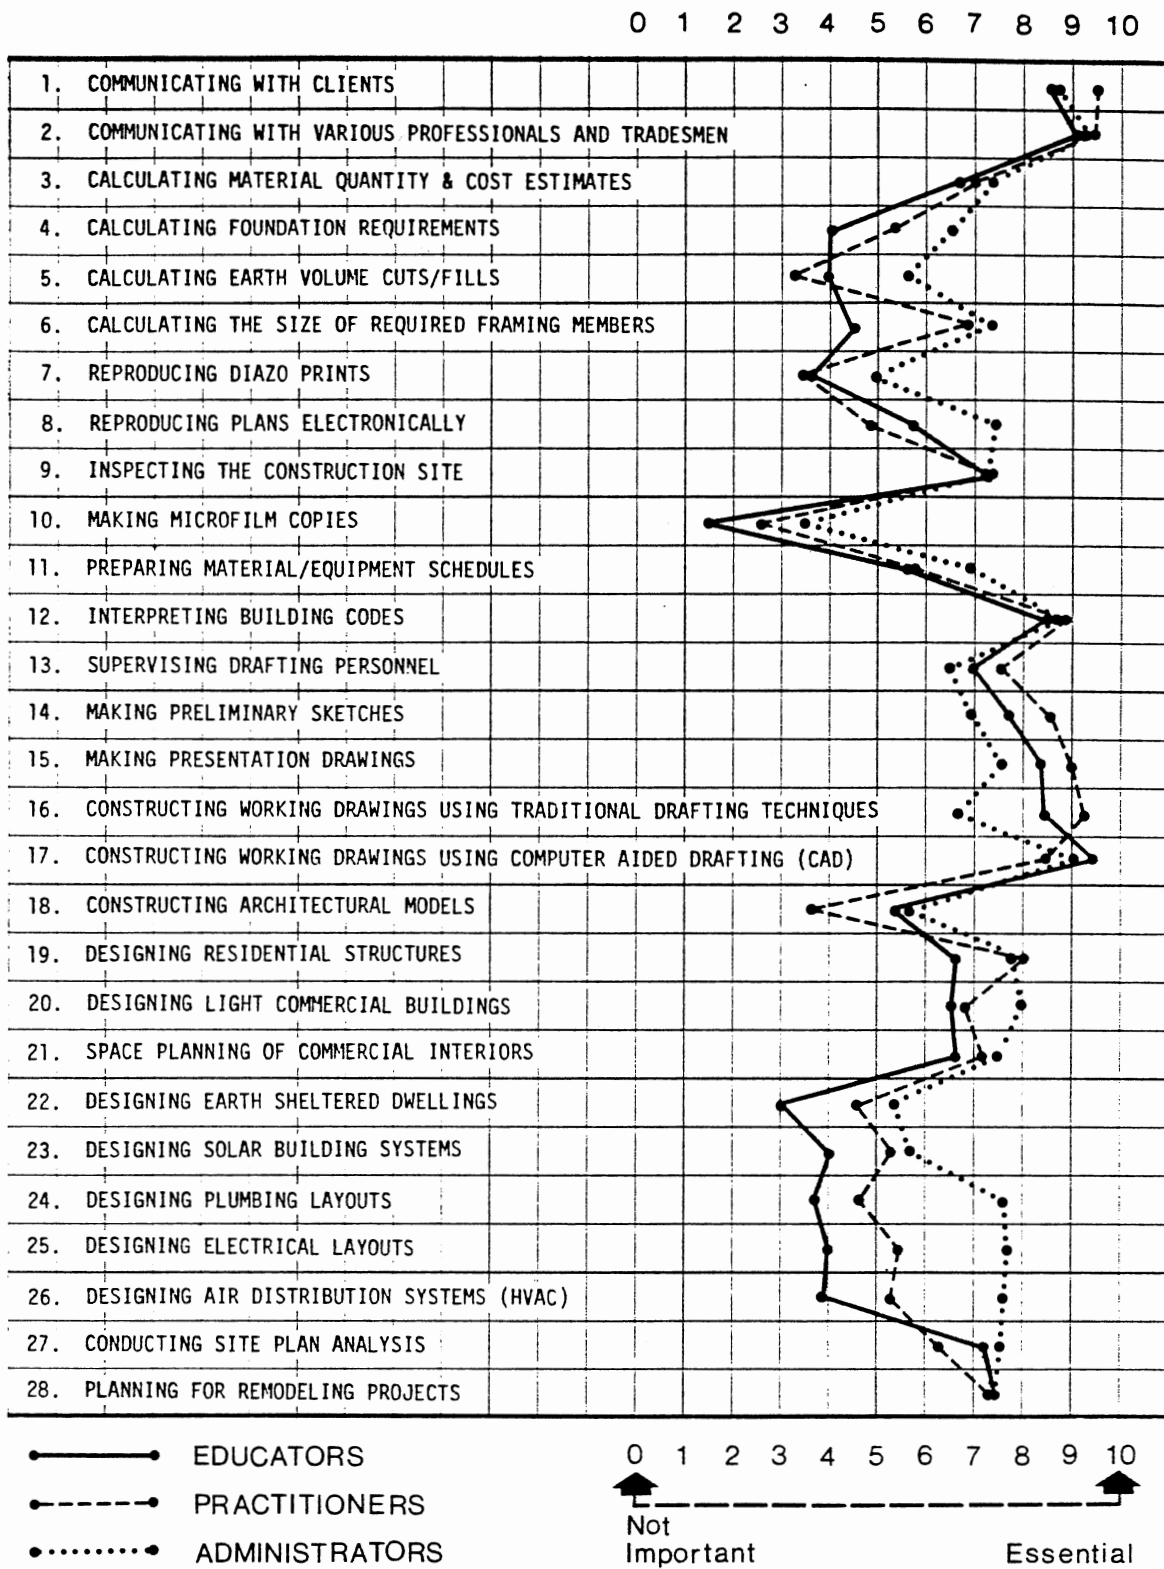 0 1 2 3 4 5 6 7 8 9 10
1. COMMUNICATING WITH CLIENTS
2. COMMUNICATING WITH VARIOUS PROFESSIONALS AND TRADESMEN
3. CALCULATING MATERIAL QUANTITY & COST ESTIMATES
4. CALCULATING FOUNDATION REQUIREMENTS
5. CALCULATING EARTH VOLUME CUTS/FILLS
6. CALCULATING THE SIZE OF REQUIRED FRAMING MEMBERS
7. REPRODUCING DIAZO PRINTS
8. REPRODUCING PLANS ELECTRONICALLY
9. INSPECTING THE CONSTRUCTION SITE
10. MAKING MICROFILM COPIES
11. PREPARING MATERIAL/EQUIPMENT SCHEDULES
12. INTERPRETING BUILDING CODES
13. SUPERVISING DRAFTING PERSONNEL
14. MAKING PRELIMINARY SKETCHES
15. MAKING PRESENTATION DRAWINGS
16. CONSTRUCTING WORKING DRAWINGS USING TRADITIONAL DRAFTING TECHNIQUES
17. CONSTRUCTING WORKING DRAWINGS USING COMPUTER AIDED DRAFTING (CAD)
18. CONSTRUCTING ARCHITECTURAL MODELS
19. DESIGNING RESIDENTIAL STRUCTURES
20. DESIGNING LIGHT COMMERCIAL BUILDINGS
21. SPACE PLANNING OF COMMERCIAL INTERIORS
22. DESIGNING EARTH SHELTERED DWELLINGS
23. DESIGNING SOLAR BUILDING SYSTEMS
24. DESIGNING PLUMBING LAYOUTS
25. DESIGNING ELECTRICAL LAYOUTS
26. DESIGNING AIR DISTRIBUTION SYSTEMS (HVAC)
27. CONDUCTING SITE PLAN ANALYSIS
28. PLANNING FOR REMODELING PROJECTS
EDUCATORS 0 1 2 3 4 5 6 7 8 9 10
PRACTITIONERS
Not
Important Essential
ADMINISTRATORS